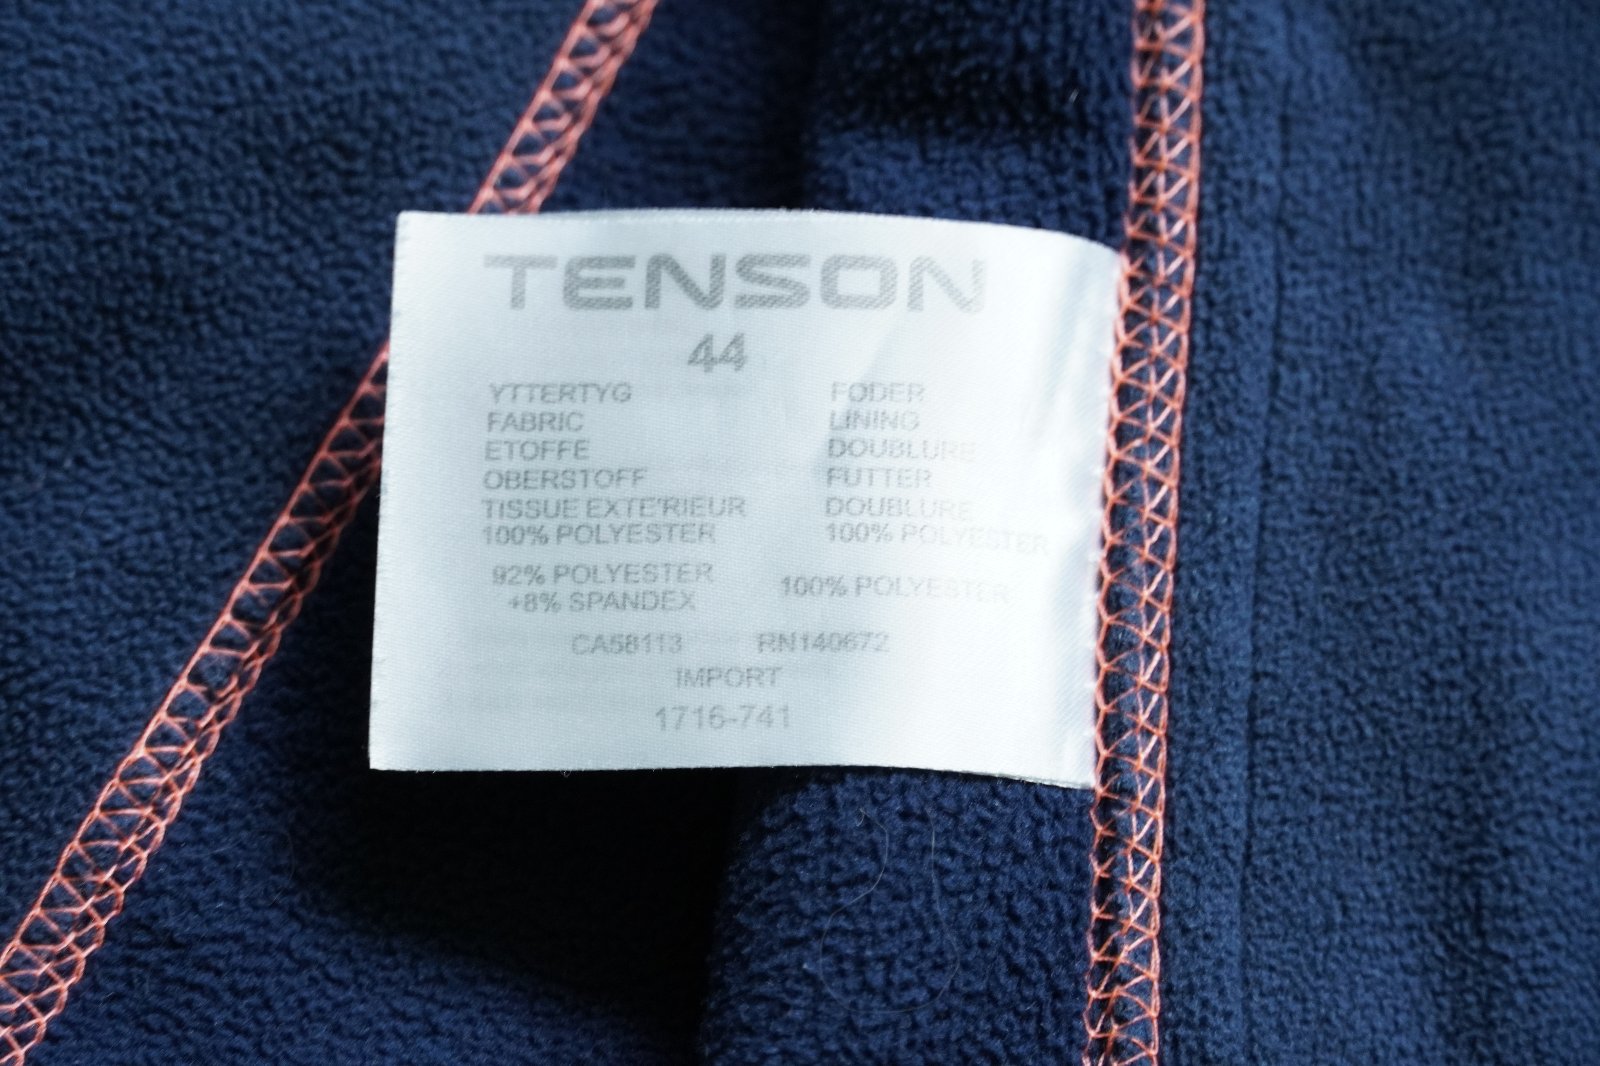 TENSON
44
YTTERTYG FODER
FABRIC LINING
ETOFFE DOUBLURE
OBERSTOFF FUTTER
TISSUE EXTE'RIEUR DOUBLURE
100% POLYESTER 100% POLYESTER
92% POLYESTER 100% POLYESTER
+8% SPANDEX
CA58113 RN140672
IMPORT
1716-741